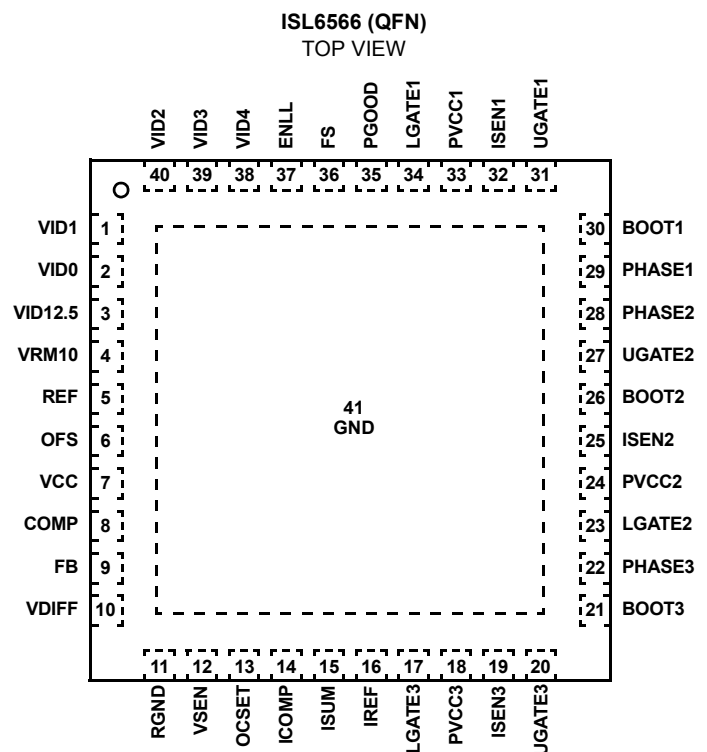 ISL6566 (QFN)
TOP VIEW
VID2
VID3
VID4
ENLL
FS
PGOOD
LGATE1
PVCC1
ISEN1
UGATE1
40 39 38 37 36 35 34 33 32 31
VID1 1
VID0 2
VID12.5 3
VRM10 4
REF 5
OFS 6
VCC 7
COMP 8
FB 9
VDIFF 10
41
GND
30 BOOT1
29 PHASE1
28 PHASE2
27 UGATE2
26 BOOT2
25 ISEN2
24 PVCC2
23 LGATE2
22 PHASE3
21 BOOT3
11 12 13 14 15 16 17 18 19 20
RGND
VSEN
OCSET
ICOMP
ISUM
IREF
LGATE3
PVCC3
ISEN3
UGATE3